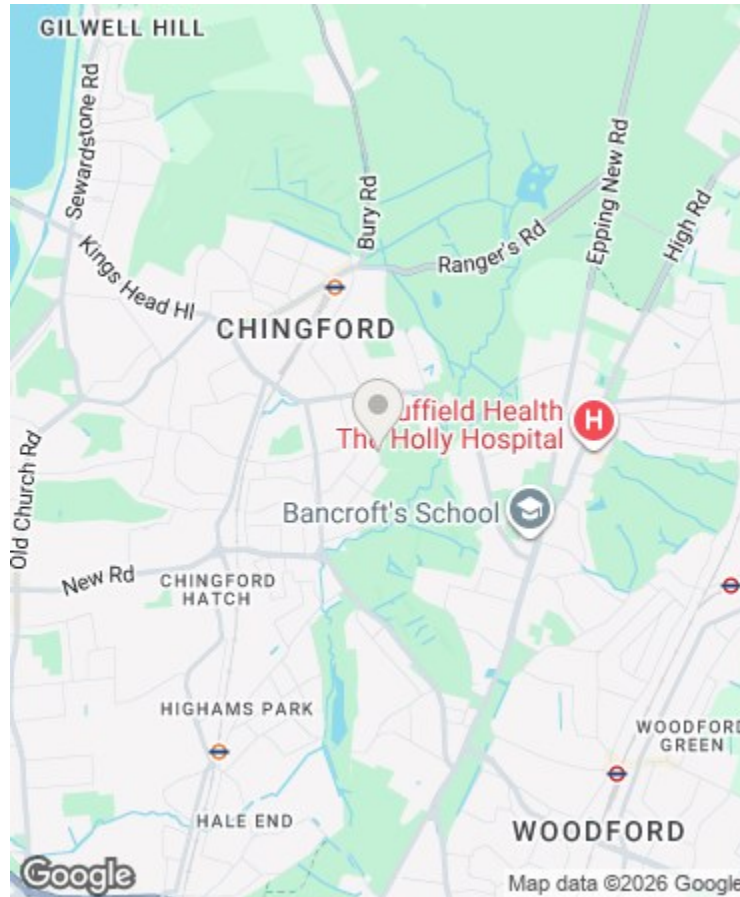 GILWELL HILL
Sewardstone Rd
Bury Rd
Epping New Rd
High Rd
Ranger's Rd
Kings Head Hl
CHINGFORD
uffield Health
The Holly Hospital
H
Old Church Rd
Bancroft's School
New Rd
CHINGFORD
HATCH
HIGHAMS PARK
WOODFORD
GREEN
HALE END
WOODFORD
Google
Map data ©2026 Google